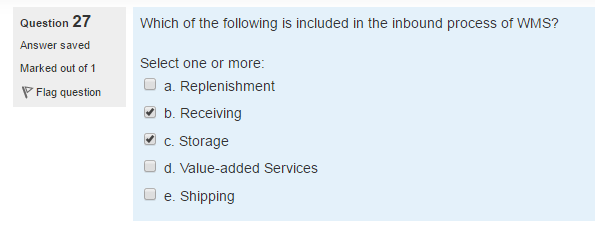 Question 27
Answer saved
Marked out of 1
Flag question
Which of the following is included in the inbound process of WMS?
Select one or more:
a. Replenishment
b. Receiving
c. Storage
d. Value-added Services
e. Shipping